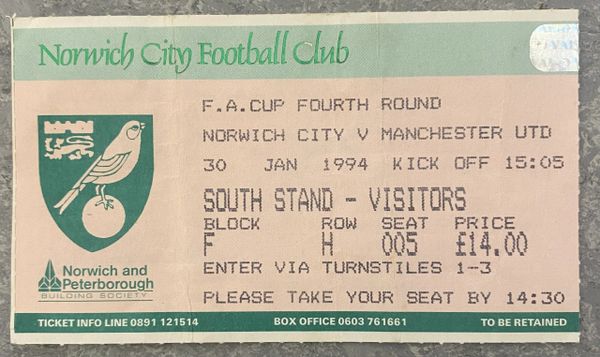 Norwich City Football Club
F.A.CUP FOURTH ROUND
NORWICH CITY V MANCHESTER UTD
30 JAN 1994 KICK OFF 15:05
SOUTH STAND - VISITORS
BLOCK ROW SEAT PRICE
F H 005 £14.00
ENTER VIA TURNSTILES 1-3
PLEASE TAKE YOUR SEAT BY 14:30
Norwich and
Peterborough
BUILDING SOCIETY
TICKET INFO LINE 0891 121514 BOX OFFICE 0603 761661 TO BE RETAINED